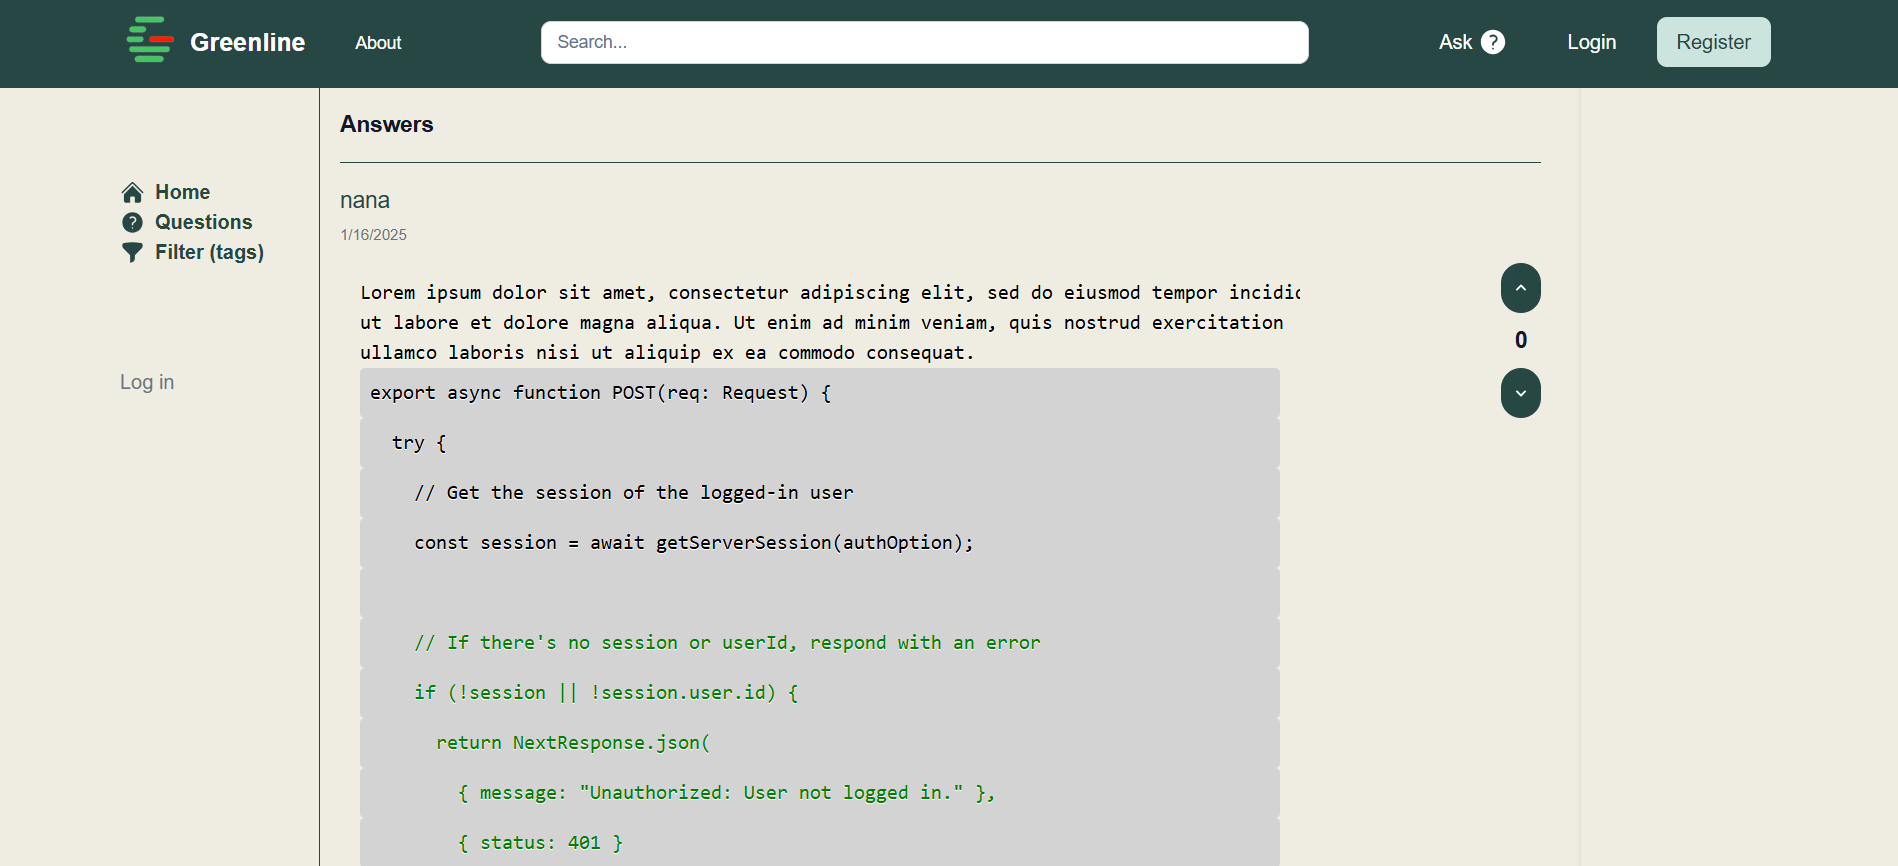 Greenline
About
Search...
Ask
Login
Register
Home
Questions
Filter (tags)
Log in
Answers
nana
1/16/2025
Lorem ipsum dolor sit amet, consectetur adipiscing elit, sed do eiusmod tempor
ut labore et dolore magna aliqua. Ut enim ad minim veniam, quis nostrud exercitation
ullamco laboris nisi ut aliquip ex ea commodo consequat.
0
export async function POST(req: Request) {
try {
// Get the session of the logged-in user
const session = await getServerSession(authOption);
// If there's no session or userId, respond with an error
if (!session || !session.user.id) {
return NextResponse.json(
{ message: "Unauthorized: User not logged in." },
{ status: 401 }